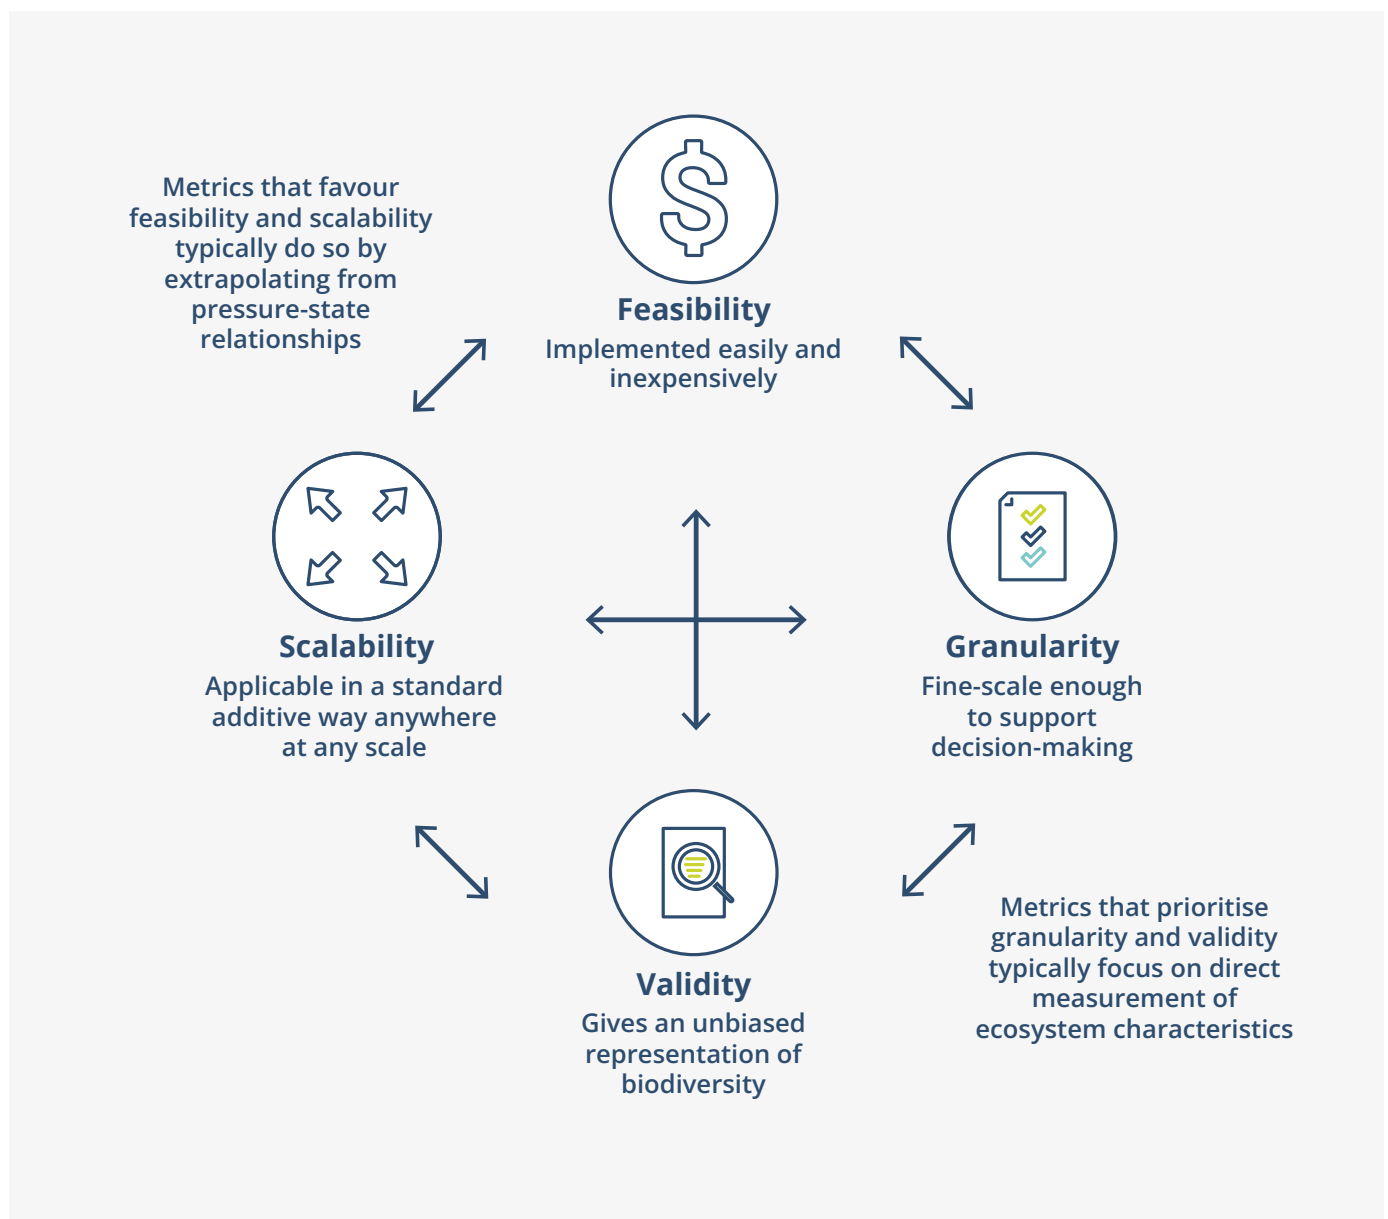 Metrics that favour
feasibility and scalability
typically do so by
extrapolating from
pressure-state
relationships
Feasibility
Implemented easily and
inexpensively
Scalability
Applicable in a standard
additive way anywhere
at any scale
Granularity
Fine-scale enough
to support
decision-making
Validity
Gives an unbiased
representation of
biodiversity
Metrics that prioritise
granularity and validity
typically focus on direct
measurement of
ecosystem characteristics